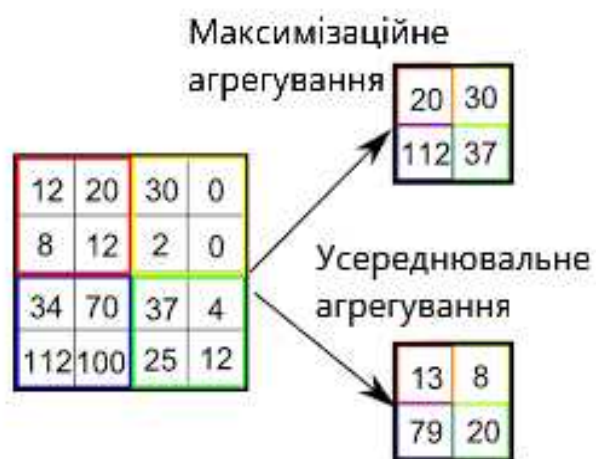 Максимізаційне
агрегування
20 30
112 37
12 20 30 0
8 12 2 0
34 70 37 4
112 100 25 12
Усереднювальне
агрегування
13 8
79 20